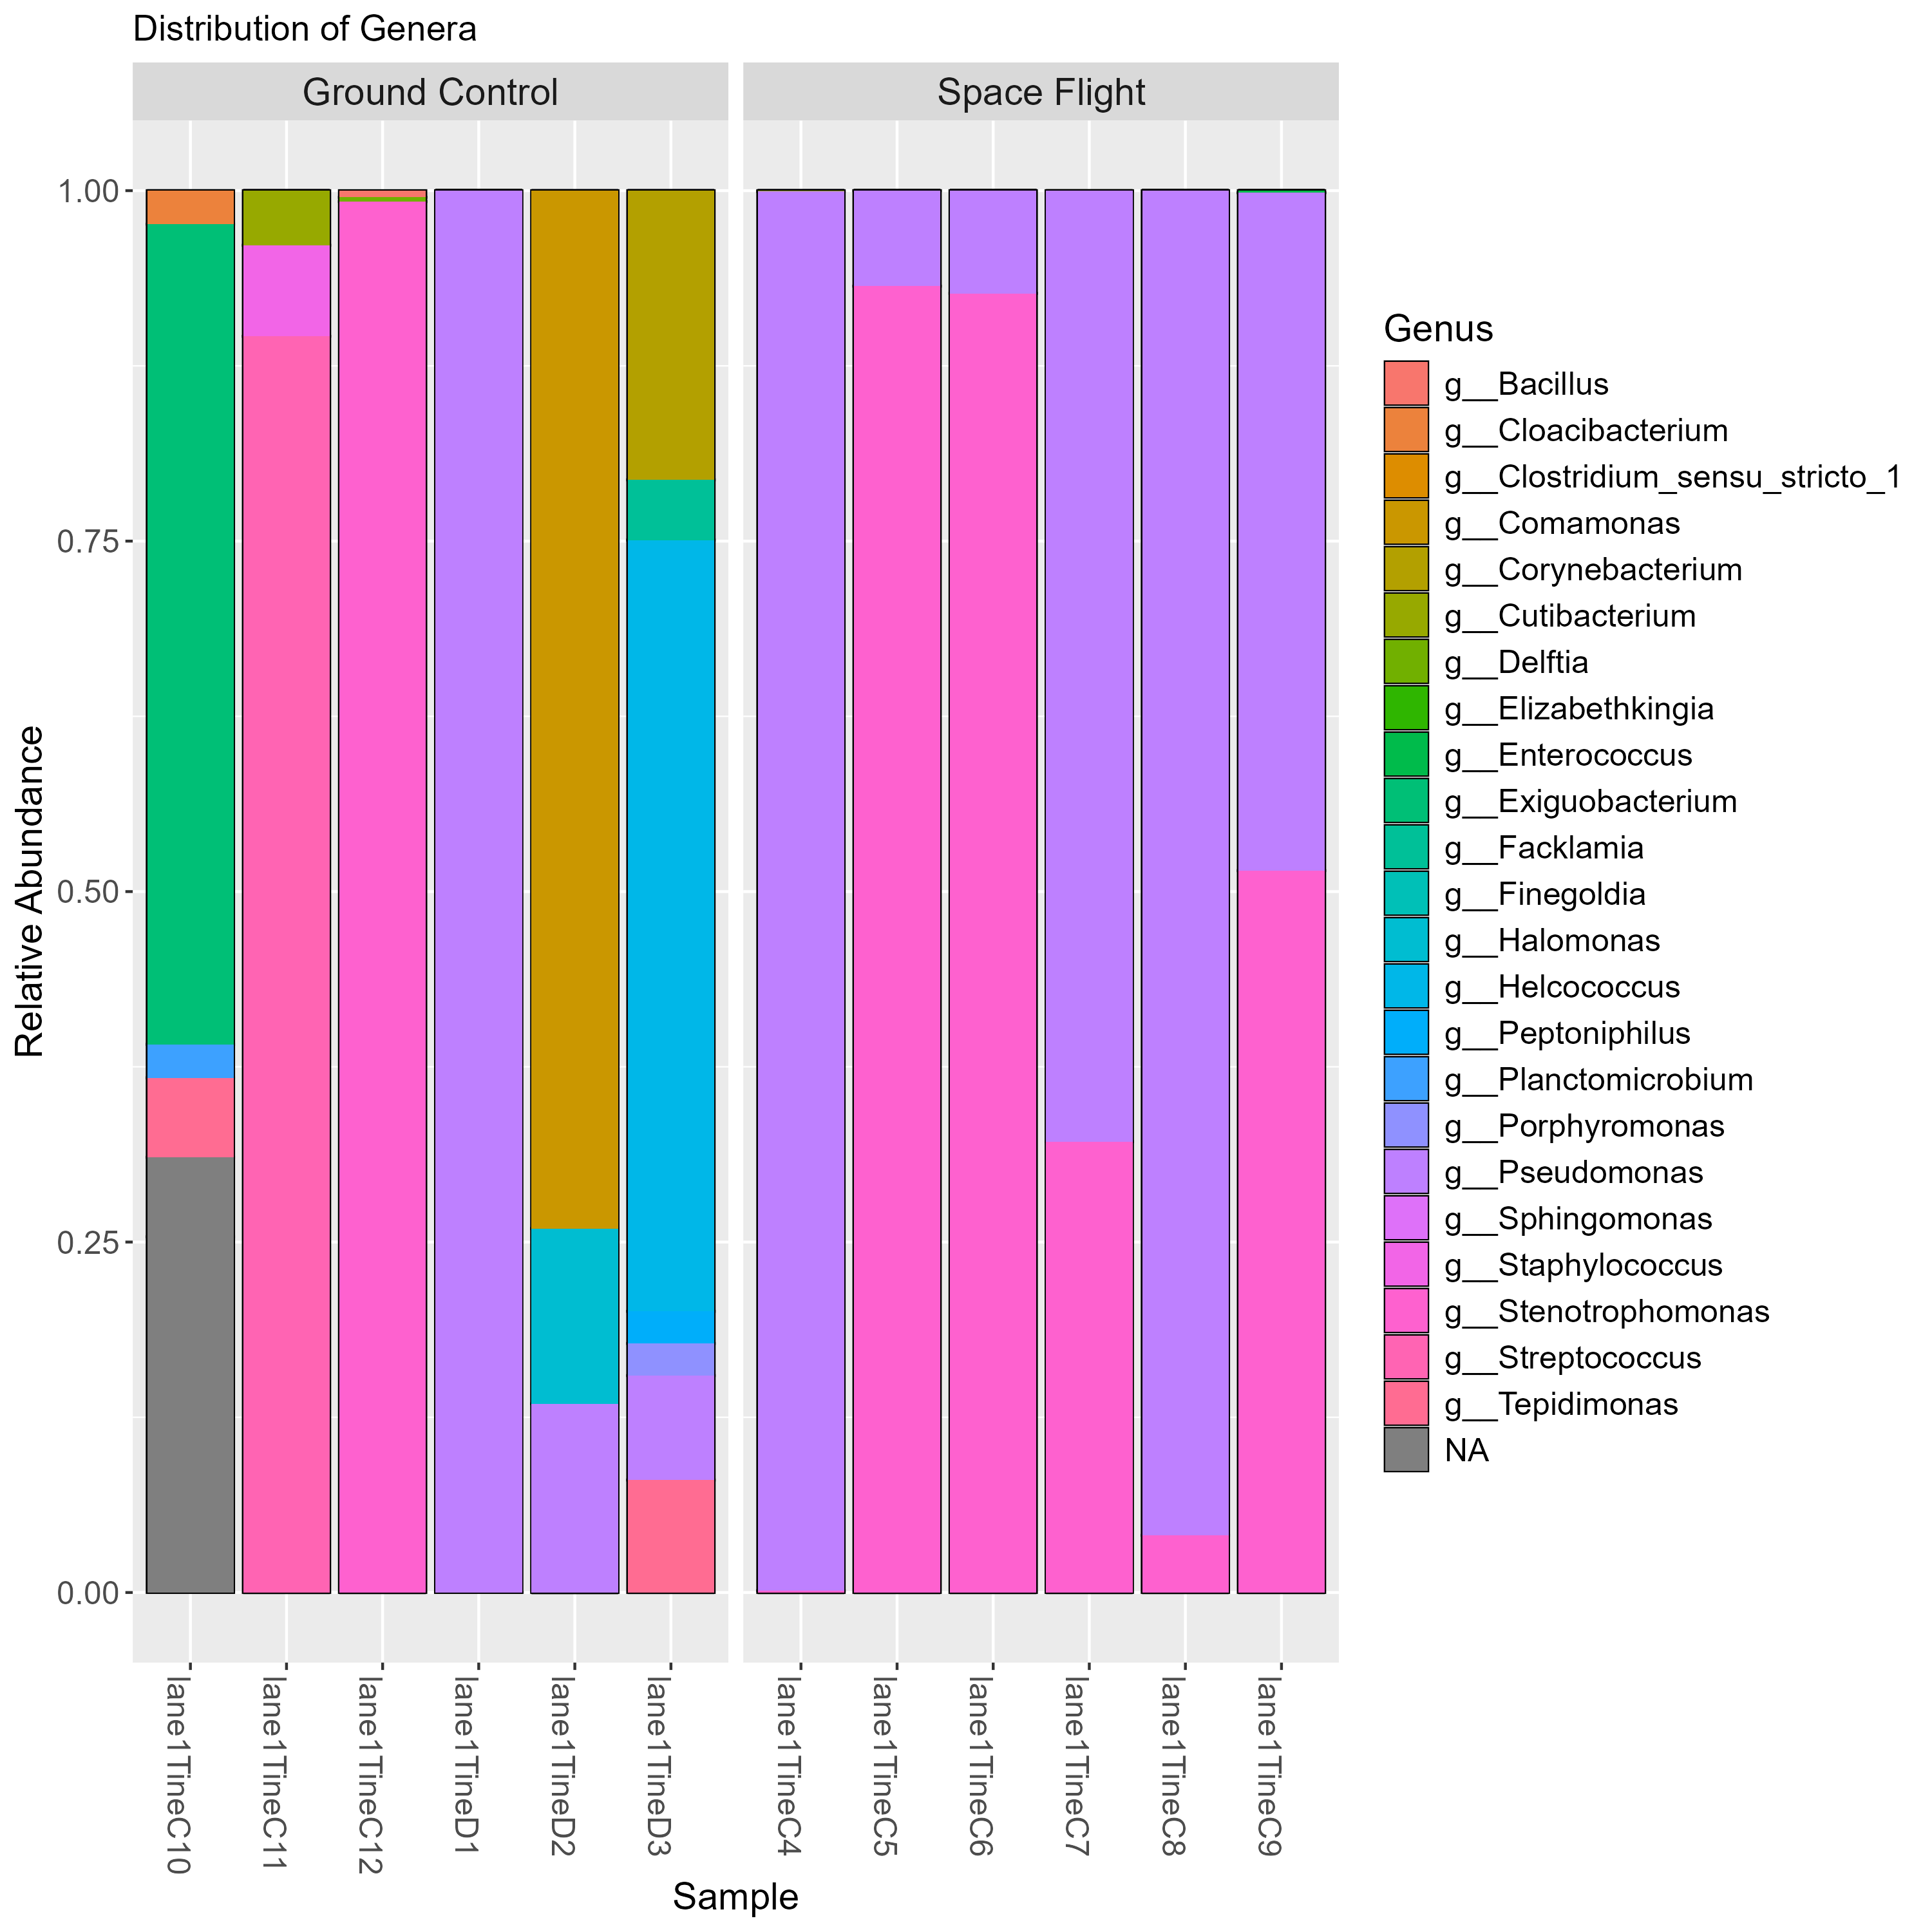 Distribution of Genera
Ground Control
Space Flight
Relative Abundance
1.00
0.75
0.50
0.25
0.00
lane1TineC10
lane1TineC11
lane1TineC12
lane1TineD1
lane1TineD2
lane1TineD3
lane1TineC4
lane1TineC5
lane1TineC6
lane1TineC7
lane1TineC8
lane1TineC9
Sample
Genus
g__Bacillus
g__Cloacibacterium
g__Clostridium_sensu_stricto_1
g__Comamonas
g__Corynebacterium
g__Cutibacterium
g__Delftia
g__Elizabethkingia
g__Enterococcus
g__Exiguobacterium
g__Facklamia
g__Finegoldia
g__Halomonas
g__Helcococcus
g__Peptoniphilus
g__Planctomicrobium
g__Porphyromonas
g__Pseudomonas
g__Sphingomonas
g__Staphylococcus
g__Stenotrophomonas
g__Streptococcus
g__Tepidimonas
NA